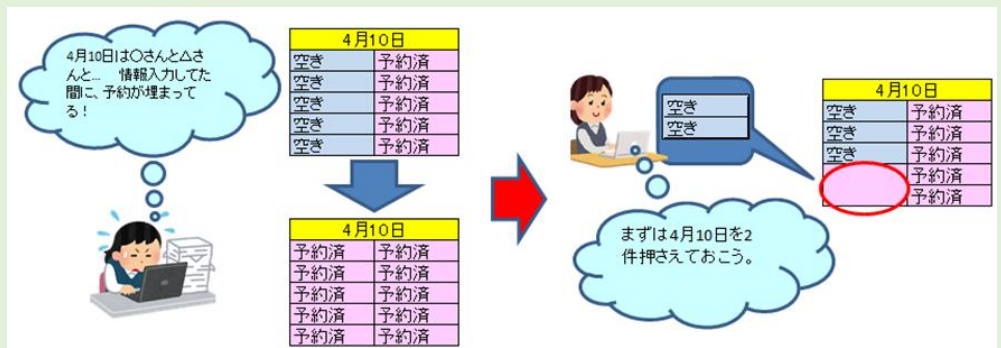 4月10日は〇さんと△さ
んと… 情報入力してた
間に、予約が埋まって
る！
4月10日
空き 予約済
空き 予約済
空き 予約済
空き 予約済
空き 予約済
4月10日
予約済 予約済
予約済 予約済
予約済 予約済
予約済 予約済
予約済 予約済
空き
空き
4月10日
空き 予約済
空き 予約済
空き 予約済
予約済
予約済
まずは4月10日を2
件押さえておこう。